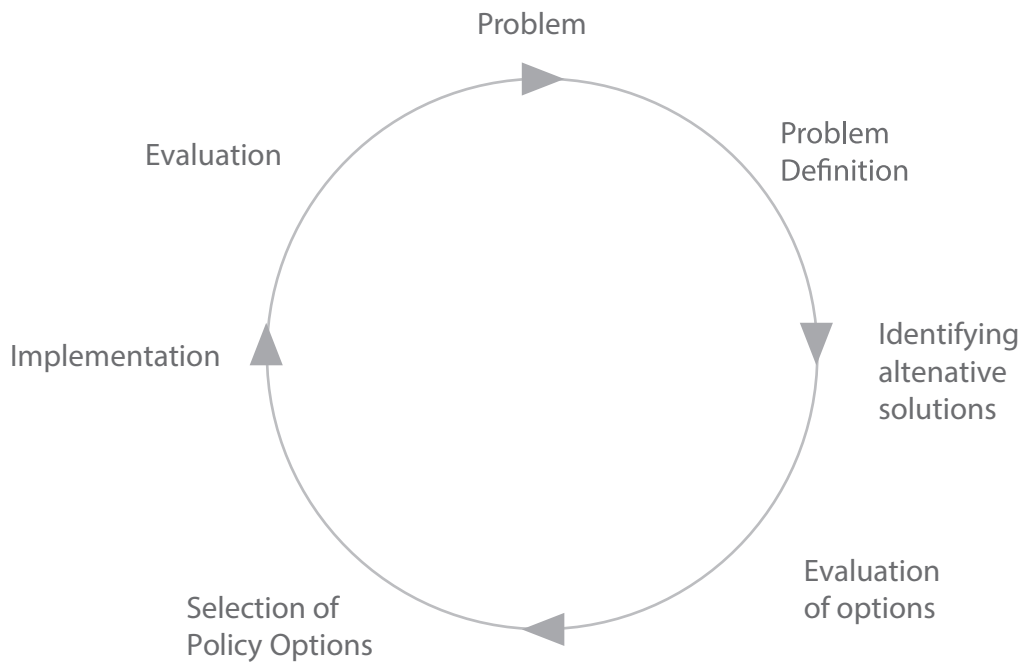 Problem
Problem
Definition
Identifying
altenative
solutions
Evaluation
of options
Selection of
Policy Options
Implementation
Evaluation